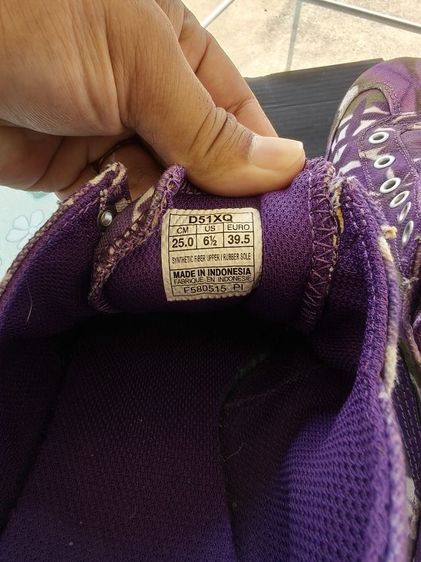 D51XQ
CM US EURO
25.0 6½ 39.5
SYNTHETIC FIBER UPPER / RUBBER SOLE
MADE IN INDONESIA
FABRIQUE EN INDONESIE
F580515 PI